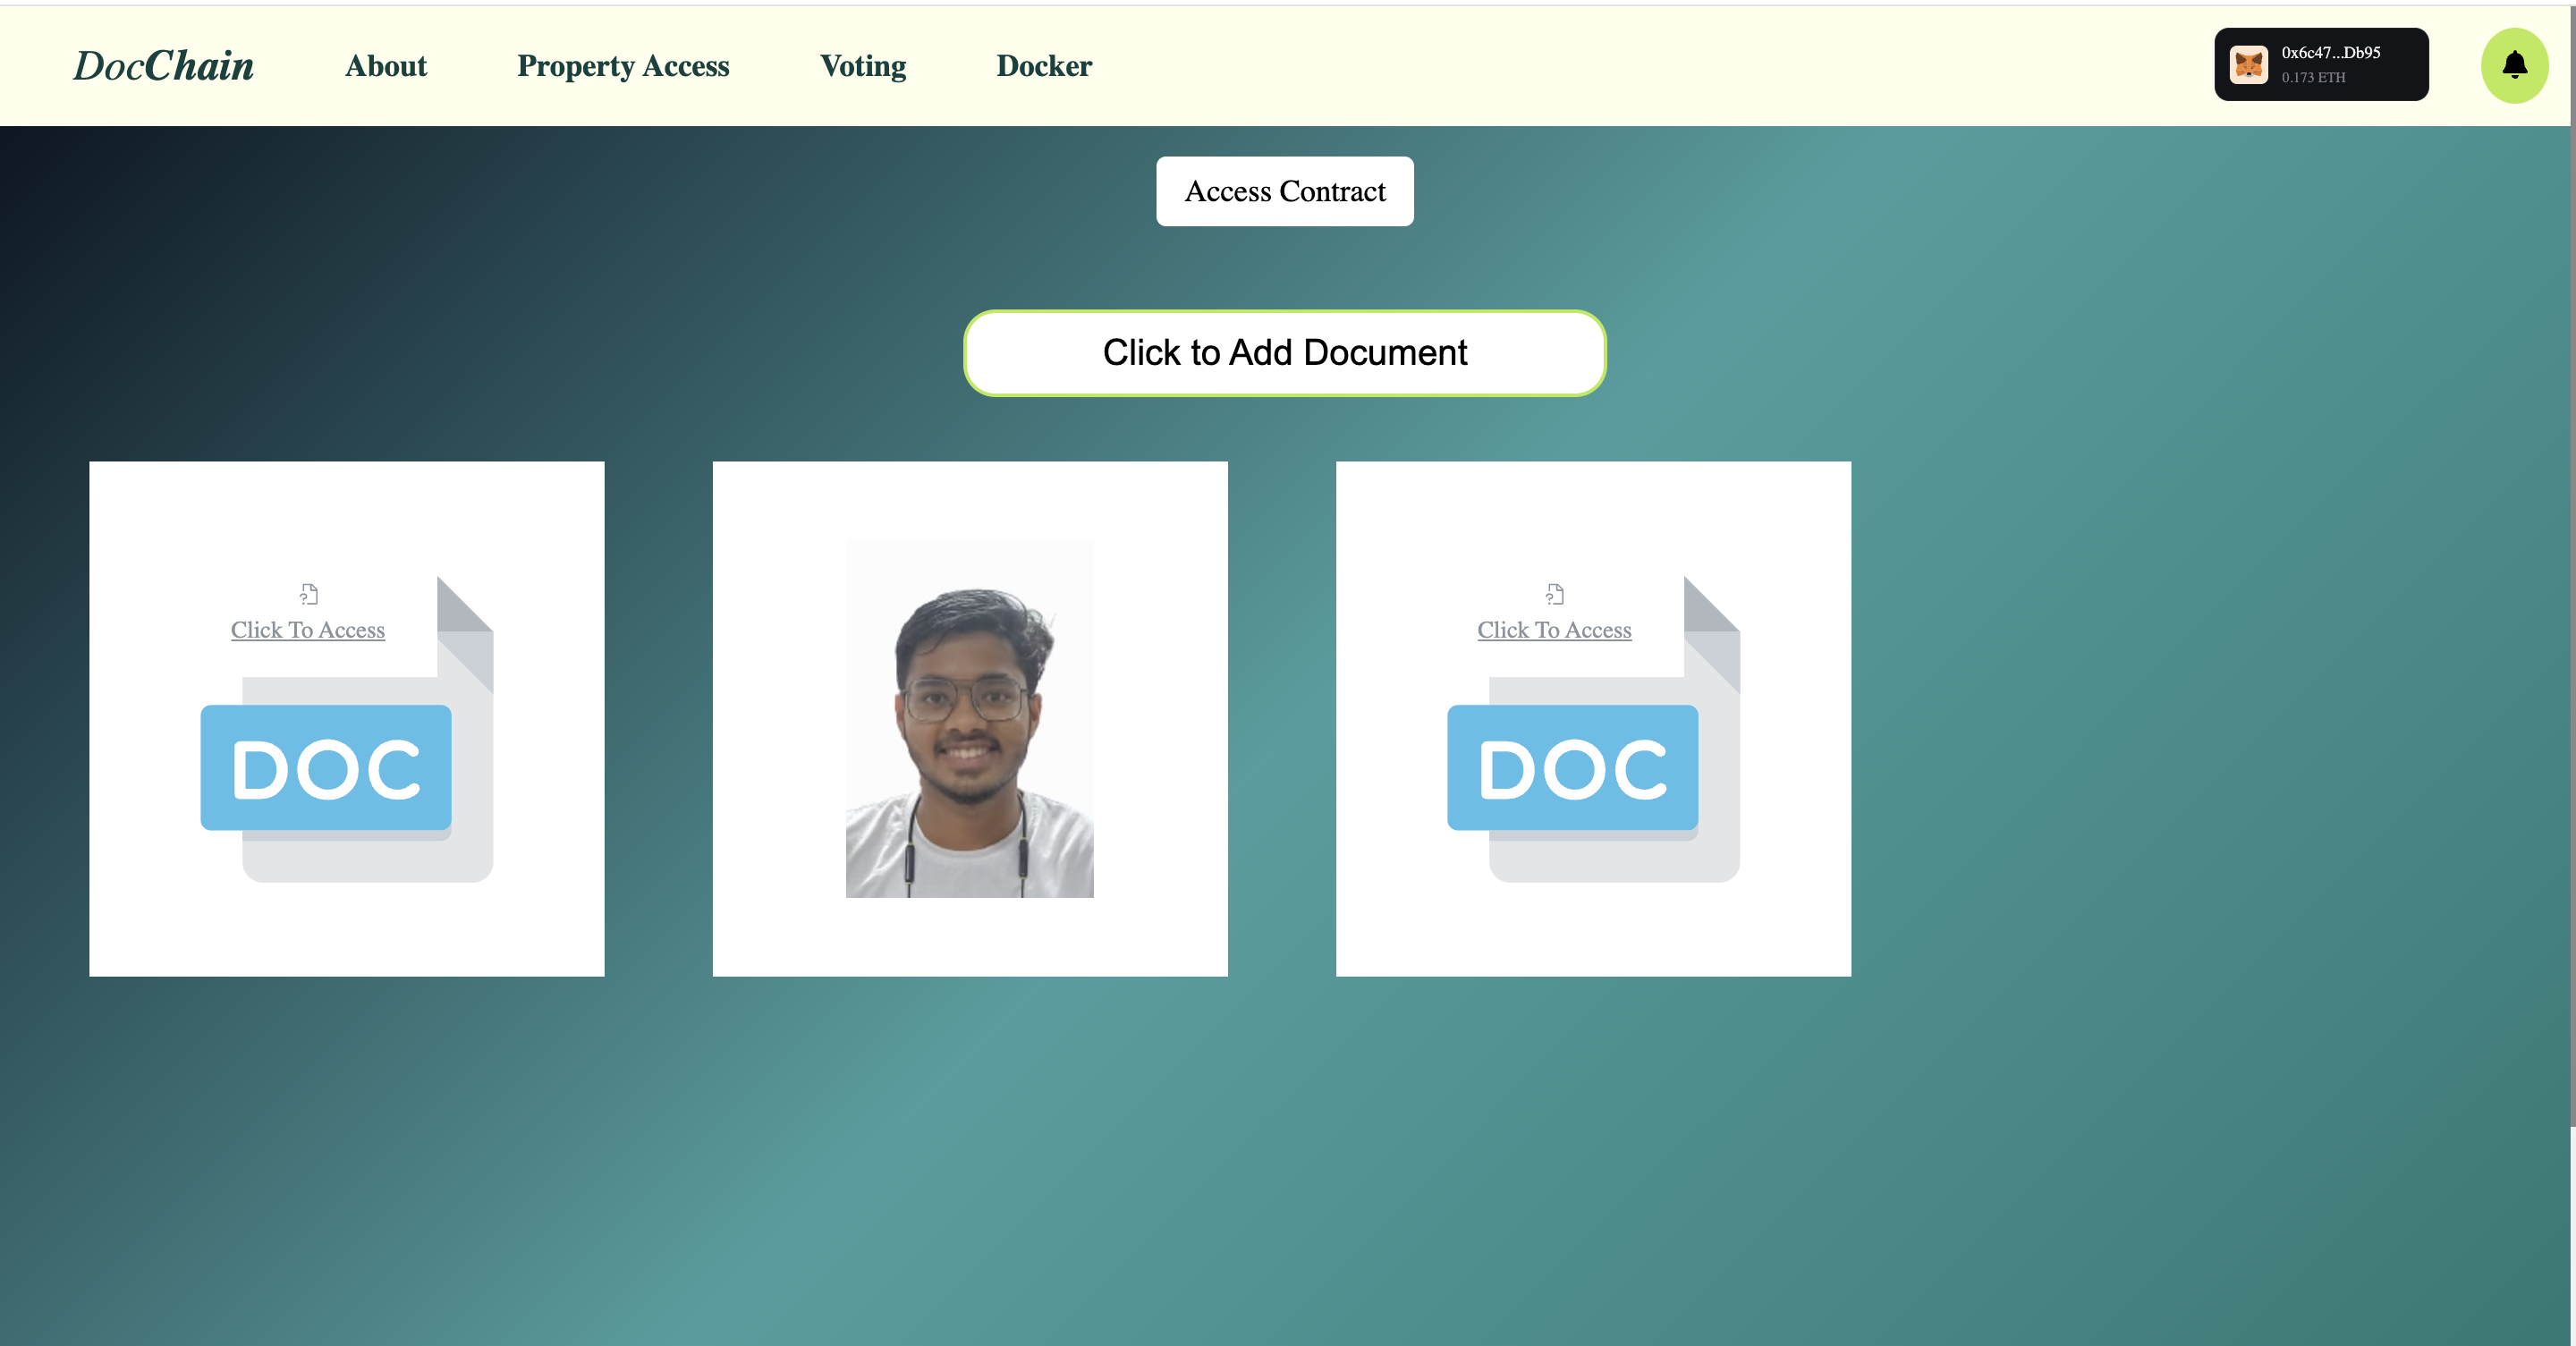 DocChain
About
Property Access
Voting
Docker
0x6c47...Db95
0.173 ETH
Access Contract
Click to Add Document
Click To Access
DOC
Click To Access
DOC